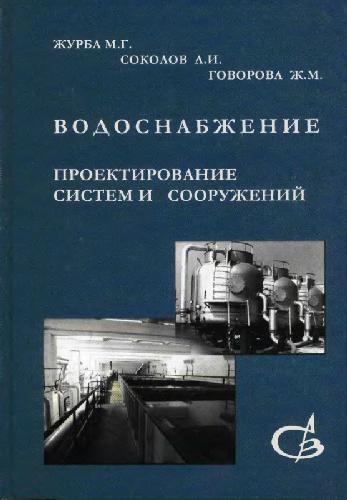 ЖУРБА М.Г.
СОКОЛОВ Л.И.
ГОВОРОВА Ж.М.
ВОДОСНАБЖЕНИЕ
ПРОЕКТИРОВАНИЕ
СИСТЕМ И СООРУЖЕНИЙ